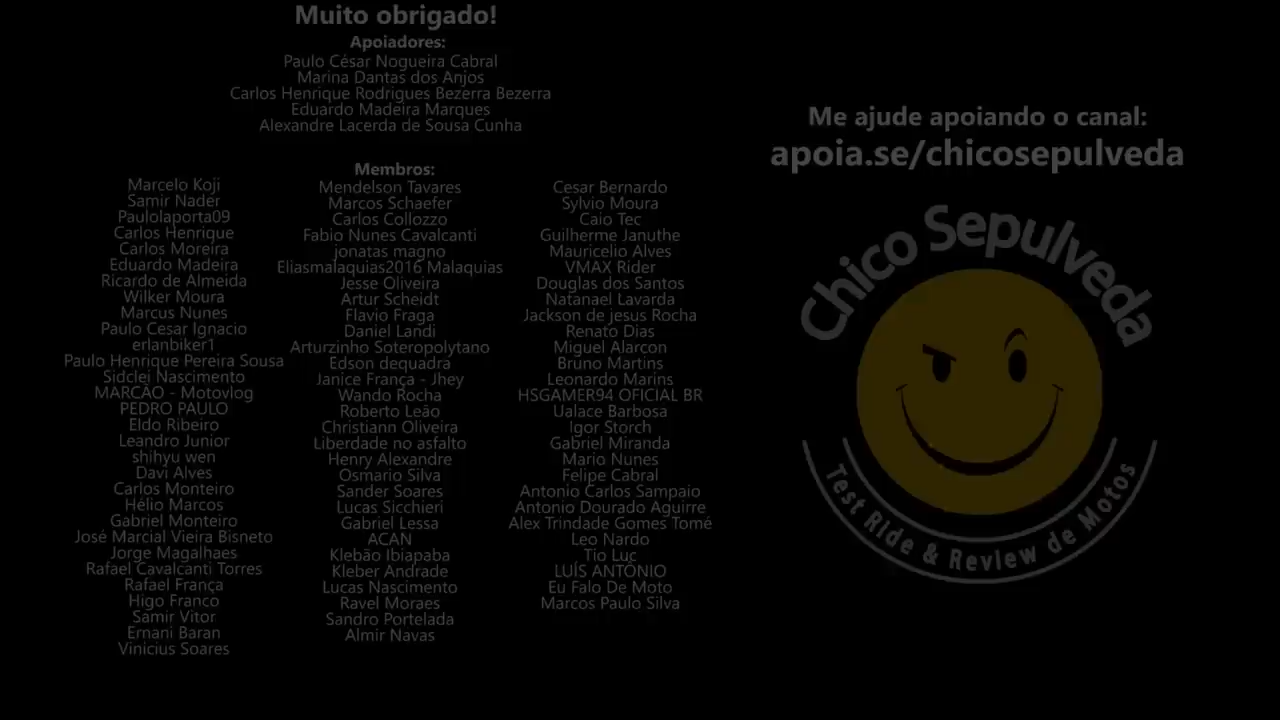 Muito obrigado!
Apoiadores:
Paulo César Nogueira Cabral
Marina Dantas dos Anjos
Carlos Henrique Rodrigues Bezerra Bezerra
Eduardo Madeira Marques
Alexandre Lacerda de Sousa Cunha
Membros:
Marcelo Koji
Samir Nader
Paulolaporta09
Carlos Henrique
Carlos Moreira
Eduardo Madeira
Ricardo de Almeida
Wilker Moura
Marcus Nunes
Paulo Cesar Ignacio
erlanbiker1
Paulo Henrique Pereira Sousa
Sidclei Nascimento
MARCÃO - Motovlog
PEDRO PAULO
Eldo Ribeiro
Leandro Junior
shihyu wen
Davi Alves
Carlos Monteiro
Hélio Marcos
Gabriel Monteiro
José Marcial Vieira Bisneto
Jorge Magalhaes
Rafael Cavalcanti Torres
Rafael França
Higo Franco
Samir Vitor
Ernani Baran
Vinicius Soares
Mendelson Tavares
Marcos Schaefer
Carlos Collozzo
Fabio Nunes Cavalcanti
jonatas magno
Eliasmalaquias2016 Malaquias
Jesse Oliveira
Artur Scheidt
Flavio Fraga
Daniel Landi
Arturzinho Soteropolytano
Edson dequadra
Janice França - Jhey
Wando Rocha
Roberto Leão
Christiann Oliveira
Liberdade no asfalto
Henry Alexandre
Osmario Silva
Sander Soares
Lucas Sicchieri
Gabriel Lessa
ACAN
Klebão Ibiapaba
Kleber Andrade
Lucas Nascimento
Ravel Moraes
Sandro Portelada
Almir Navas
Cesar Bernardo
Sylvio Moura
Caio Tec
Guilherme Januthe
Mauricelio Alves
VMAX Rider
Douglas dos Santos
Natanael Lavarda
Jackson de jesus Rocha
Renato Dias
Miguel Alarcon
Bruno Martins
Leonardo Marins
HSGAMER94 OFICIAL BR
Ualace Barbosa
Igor Storch
Gabriel Miranda
Mario Nunes
Felipe Cabral
Antonio Carlos Sampaio
Antonio Dourado Aguirre
Alex Trindade Gomes Tomé
Leo Nardo
Tio Luc
LUÍS ANTÔNIO
Eu Falo De Moto
Marcos Paulo Silva
Me ajude apoiando o canal:
apoia.se/chicosepulveda
Chico Sepulveda
Test Ride & Review de Motos